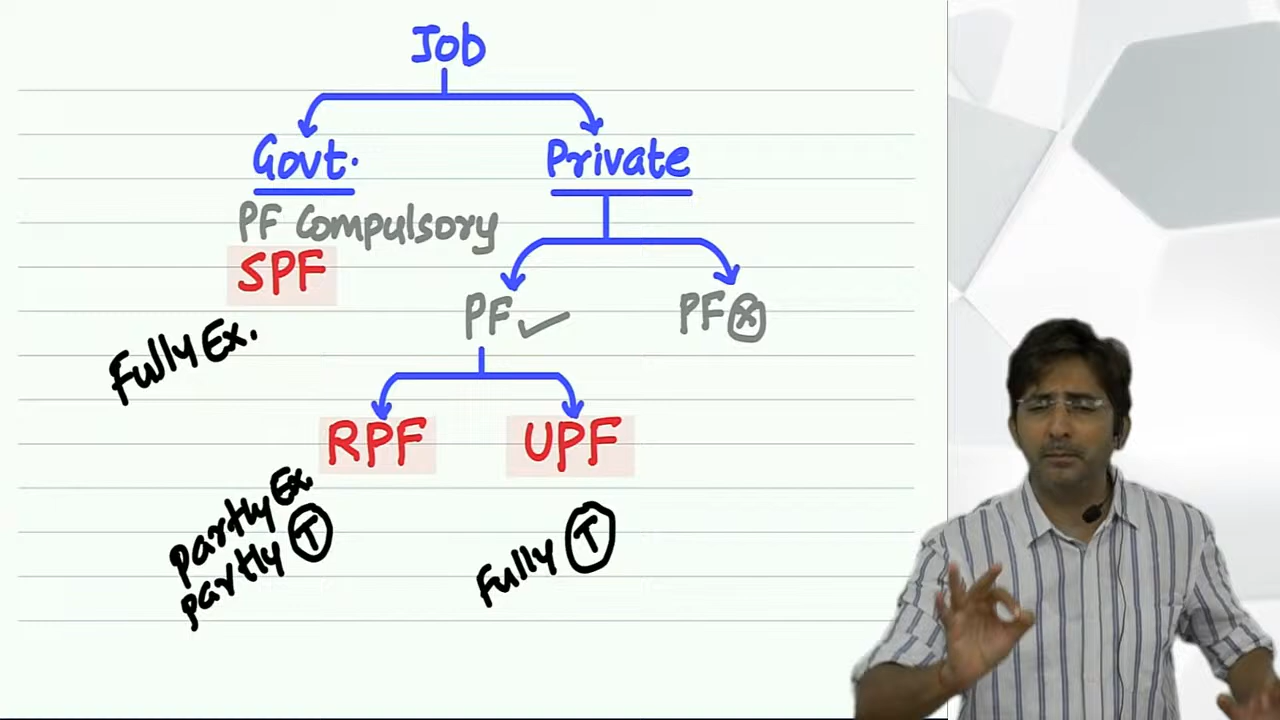 Job
Govt. Private
PF Compulsory
SPF
PF ✓ PF ⓧ
Fully Ex.
RPF UPF
partly Ex.
partly Ⓣ
Fully Ⓣ